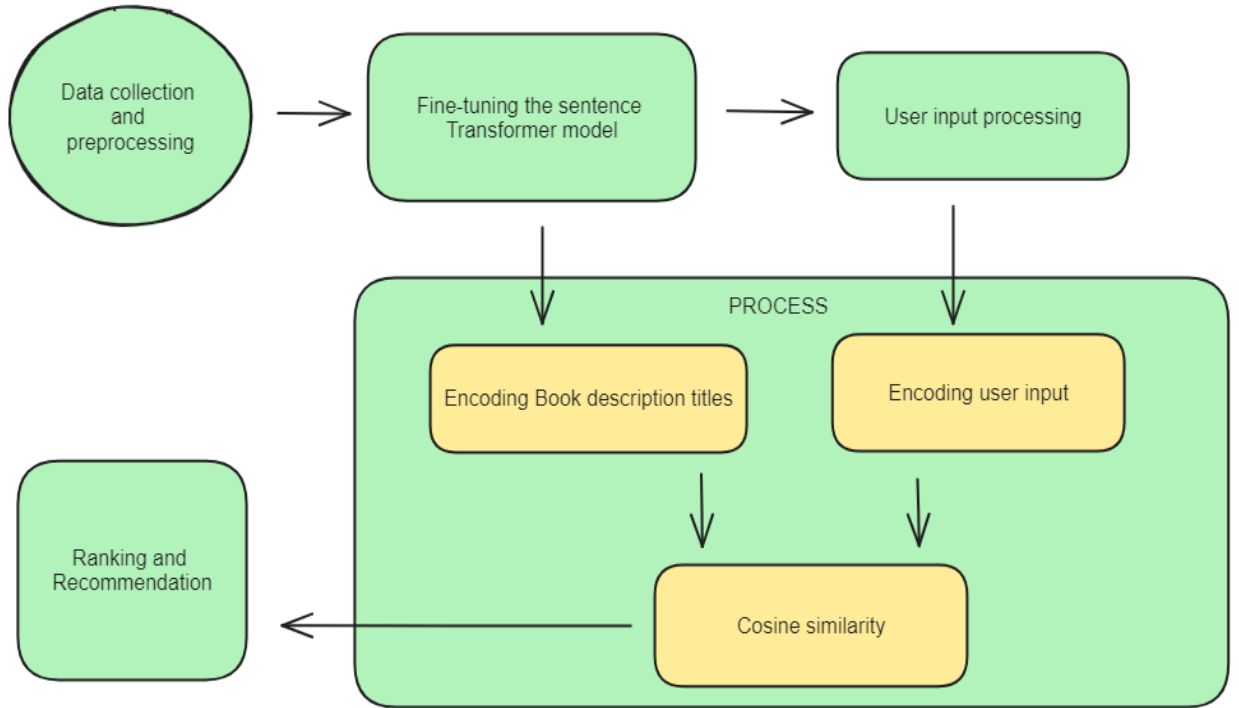 Data collection
and
preprocessing
Fine-tuning the sentence
Transformer model
User input processing
PROCESS
Encoding Book description titles
Encoding user input
Cosine similarity
Ranking and
Recommendation